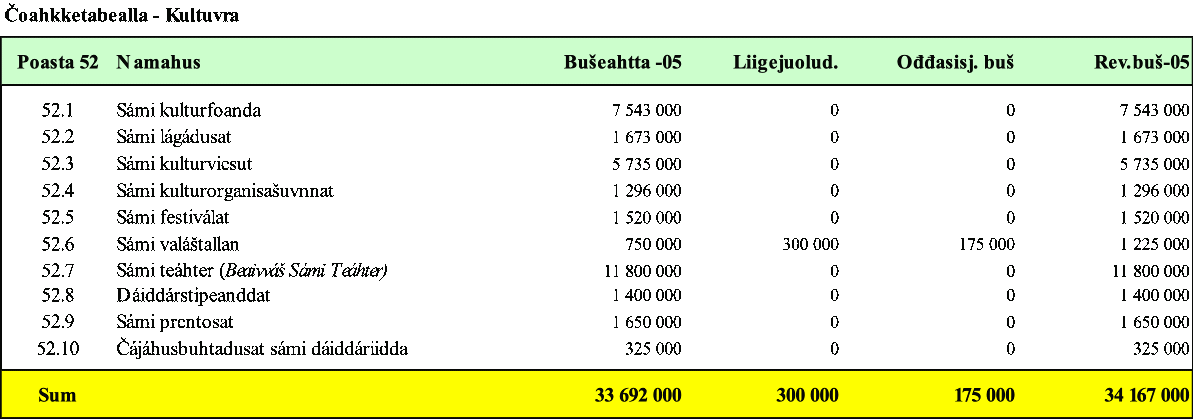 Čoahkketabealla - Kultuvra
Poasta 52 Namahus Bušeahtta -05 Liigejuolud. Ođđasisj. buš Rev.buš-05
52.1 Sámi kulturfoanda 7 543 000 0 0 7 543 000
52.2 Sámi lágádusat 1 673 000 0 0 1 673 000
52.3 Sámi kulturviesut 5 735 000 0 0 5 735 000
52.4 Sámi kulturorganisašuvnnat 1 296 000 0 0 1 296 000
52.5 Sámi festiválat 1 520 000 0 0 1 520 000
52.6 Sámi valáštallan 750 000 300 000 175 000 1 225 000
52.7 Sámi teáhter (Beaivváš Sámi Teáhter) 11 800 000 0 0 11 800 000
52.8 Dáiddárstipeanddat 1 400 000 0 0 1 400 000
52.9 Sámi prentosat 1 650 000 0 0 1 650 000
52.10 Čájáhusbuhtadusat sámi dáiddáriidda 325 000 0 0 325 000
Sum 33 692 000 300 000 175 000 34 167 000